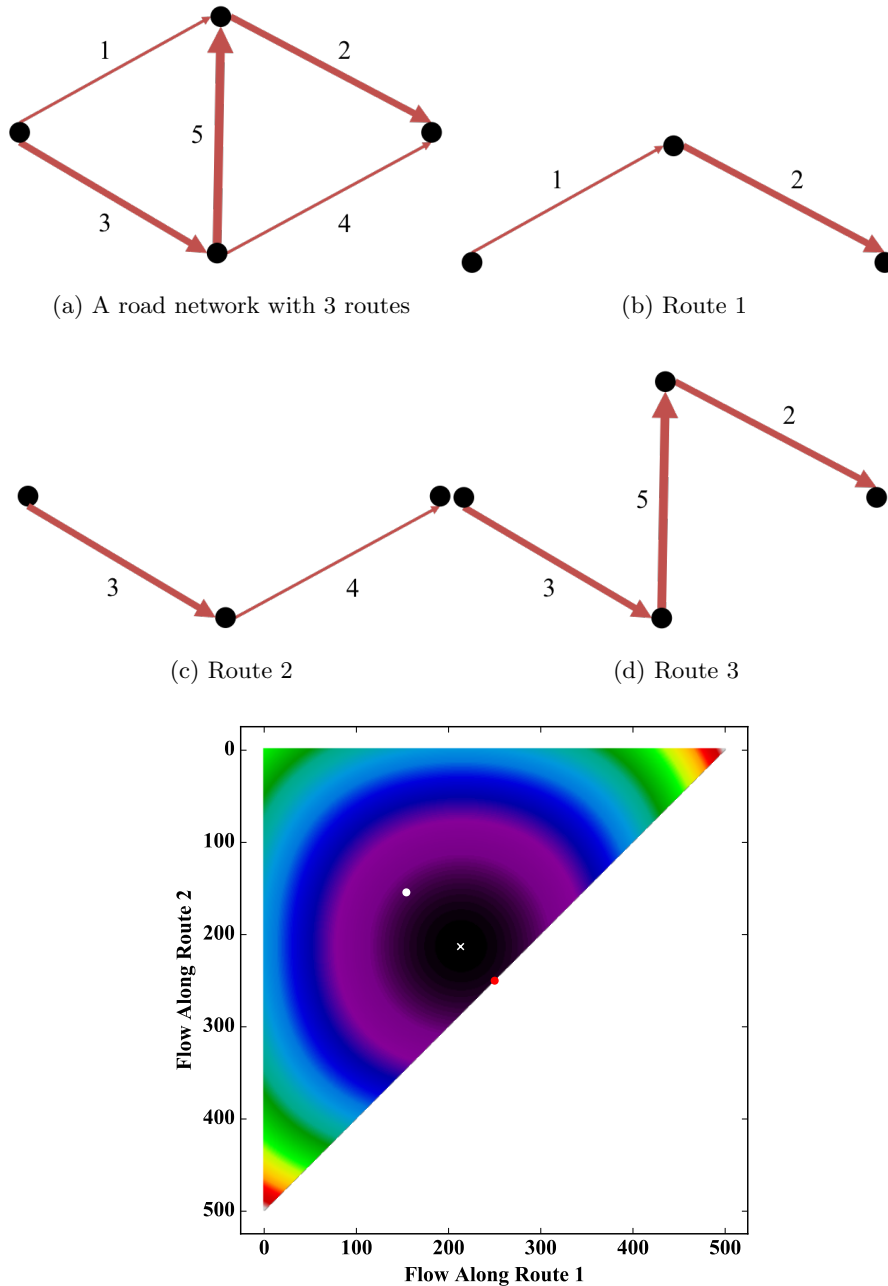 1
2
5
3
4
(a) A road network with 3 routes
1
2
(b) Route 1
3
4
(c) Route 2
2
5
3
(d) Route 3
0
100
200
300
400
500
Flow Along Route 2
0 100 200 300 400 500
Flow Along Route 1